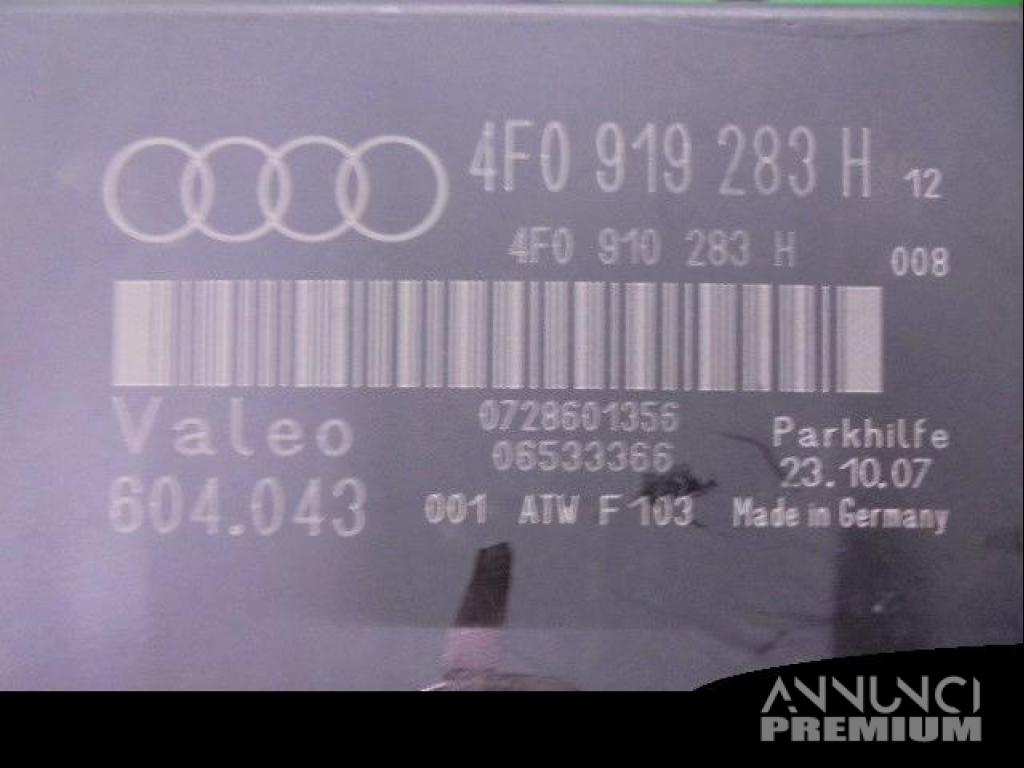 4F0 919 283 H 12
4F0 910 283 H 008
Valeo
604.043
0728601356
06533366
001 ATW F 103
Parkhilfe
23.10.07
Made in Germany
ANNUNCI
PREMIUM